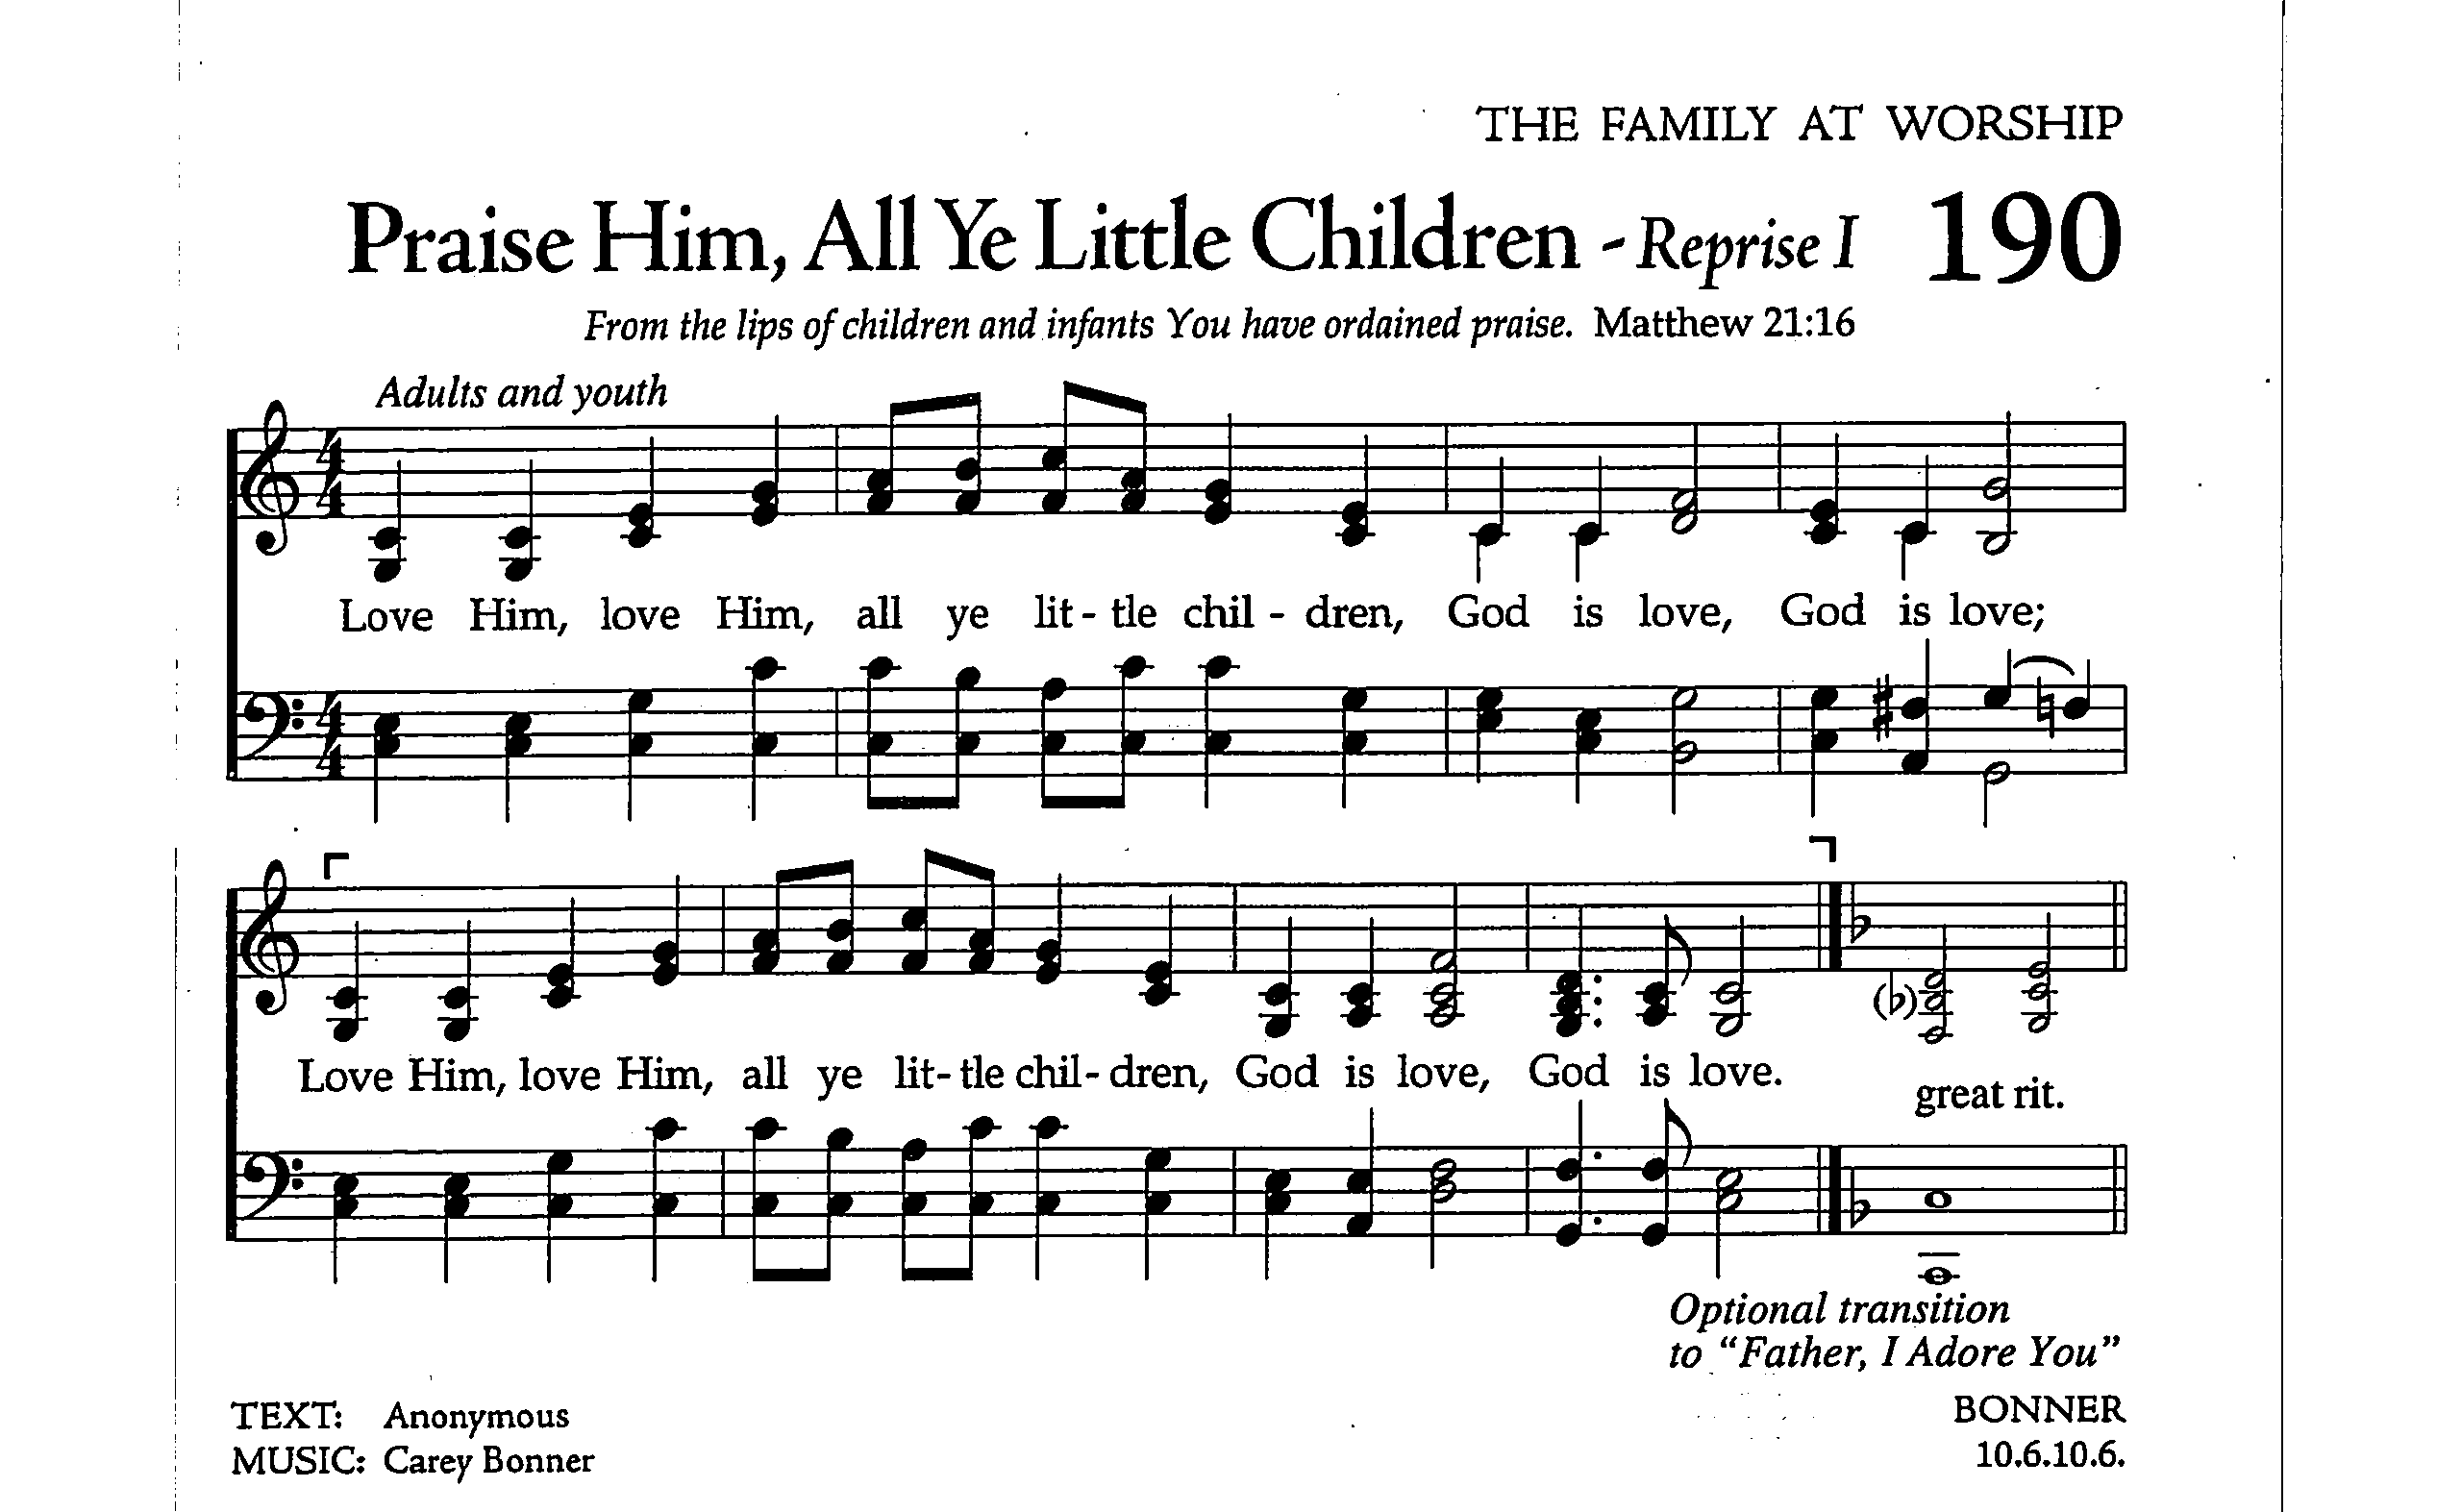 THE FAMILY AT WORSHIP
Praise Him, All Ye Little Children - Reprise I 190
From the lips of children and infants You have ordained praise. Matthew 21:16
Adults and youth
Love Him, love Him, all ye lit - tle chil - dren, God is love, God is love;
Love Him, love Him, all ye lit - tle chil - dren, God is love, God is love.
great rit.
Optional transition
to "Father, I Adore You"
TEXT: Anonymous
MUSIC: Carey Bonner
BONNER
10.6.10.6.